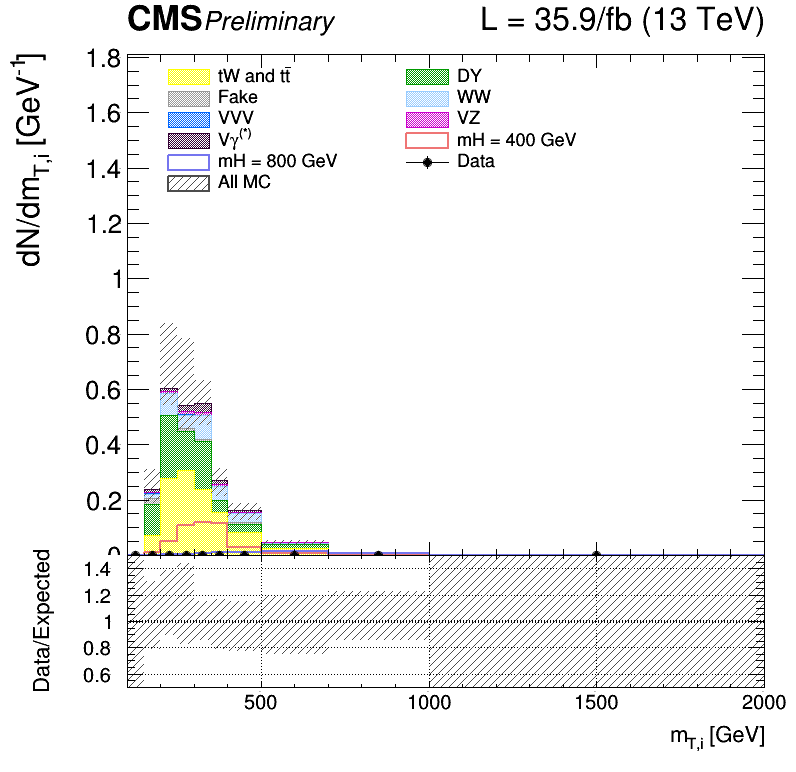 CMS Preliminary L = 35.9/fb (13 TeV)
dN/dm_{T,i} [GeV^{-1}]
1.8
1.6
1.4
1.2
1
0.8
0.6
0.4
0.2
0
tW and tt̄
Fake
VVV
Vγ^{(*)}
mH = 800 GeV
All MC
DY
WW
VZ
mH = 400 GeV
Data
Data/Expected
1.4
1.2
1
0.8
0.6
500 1000 1500 2000
m_{T,i} [GeV]